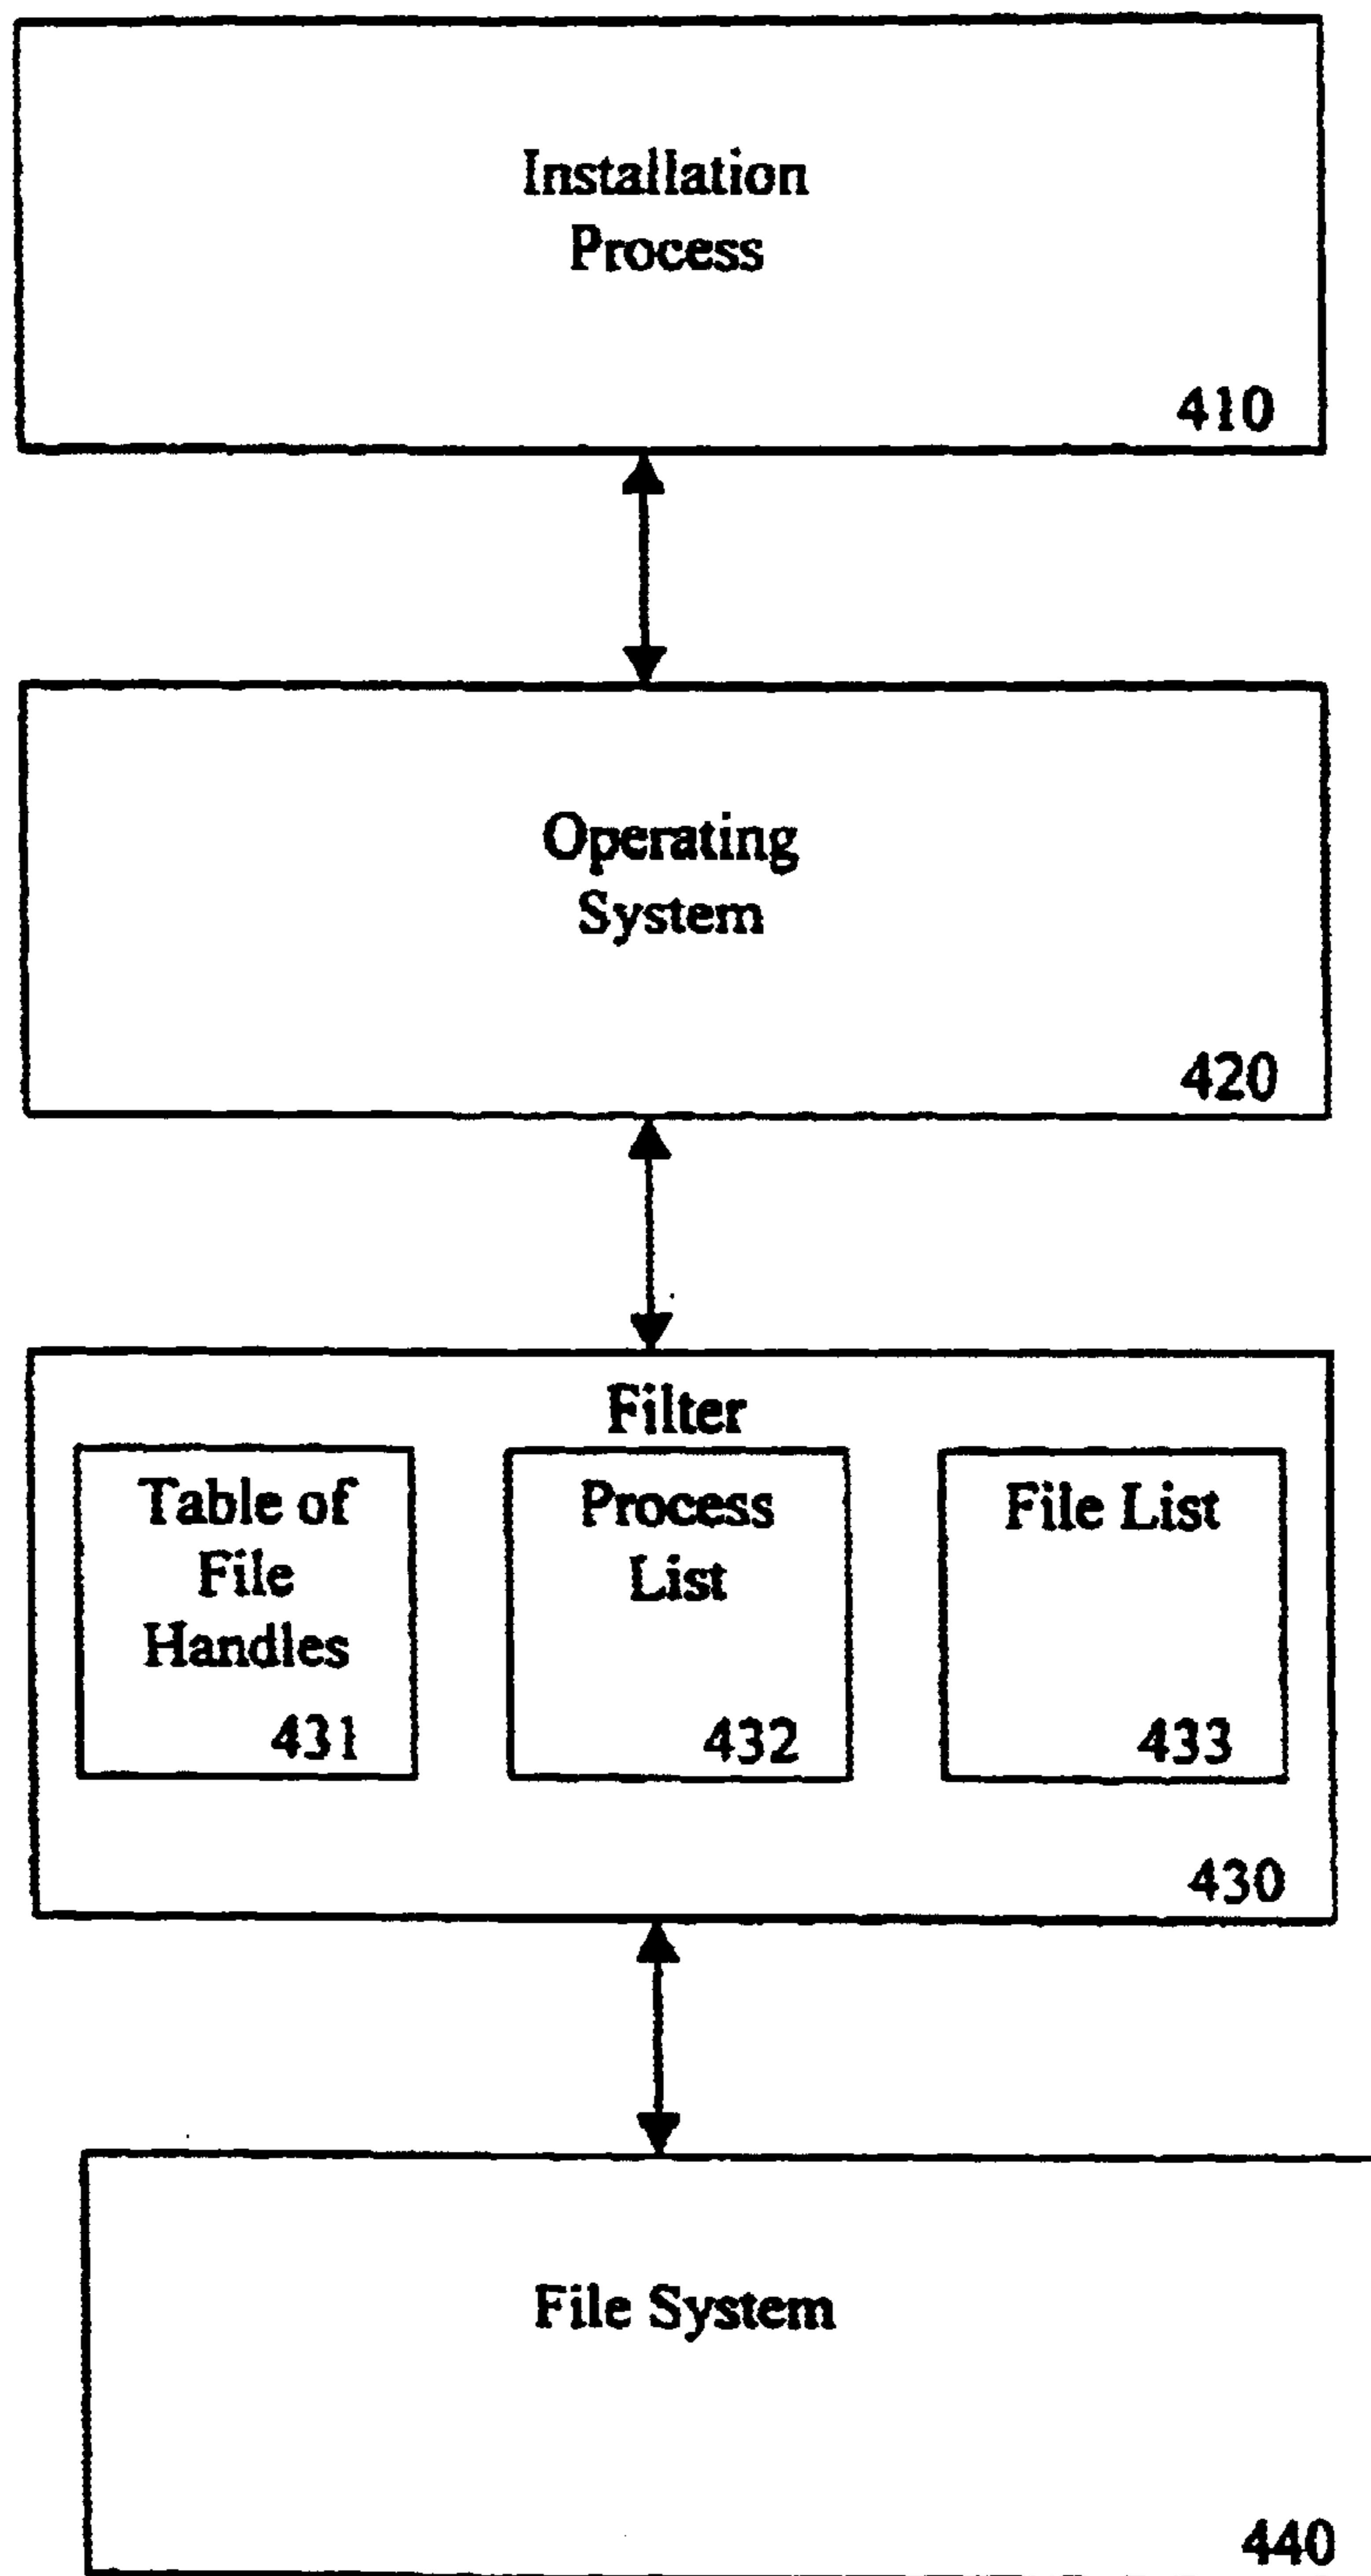 Installation
Process
410
Operating
System
420
Filter
Table of
File
Handles
431
Process
List
432
File List
433
430
File System
440